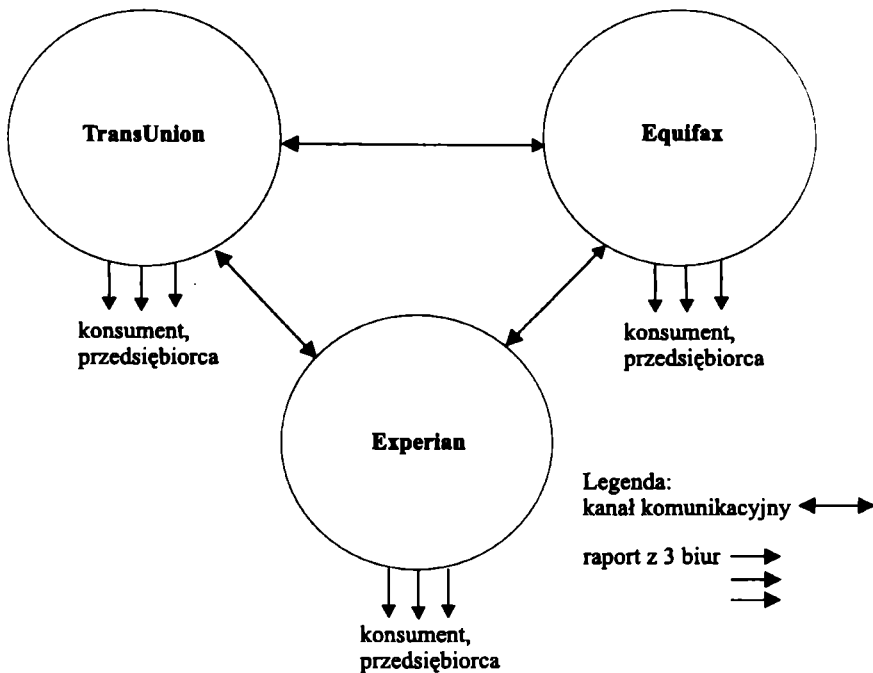 TransUnion
Equifax
konsument,
przedsiębiorca
konsument,
przedsiębiorca
Experian
Legenda:
kanał komunikacyjny
raport z 3 biur
konsument,
przedsiębiorca